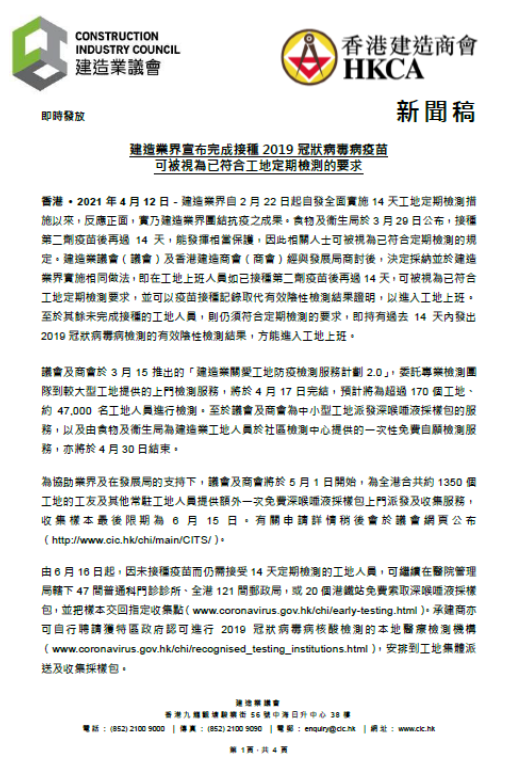 CONSTRUCTION
INDUSTRY COUNCIL
建造業議會
香港建造商會
HKCA
即時發放
新聞稿
建造業界宣布完成接種 2019 冠狀病毒病疫苗
可被視為已符合工地定期檢測的要求
香港・2021 年 4 月 12 日 - 建造業界自 2 月 22 日起自發全面實施 14 天工地定期檢測措
施以來，反應正面，實乃建造業界團結抗疫之成果。食物及衞生局於 3 月 29 日公布，接種
第二劑疫苗後再過 14 天，能發揮相當保護，因此相關人士可被視為已符合定期檢測的規
定。建造業議會（議會）及香港建造商會（商會）經與發展局商討後，決定採納並於建造
業界實施相同做法，即在工地上班人員如已接種第二劑疫苗後再過 14 天，可被視為已符合
工地定期檢測要求，並可以疫苗接種記錄取代有效陰性檢測結果證明，以進入工地上班。
至於其餘未完成接種的工地人員，則仍須符合定期檢測的要求，即持有過去 14 天內發出
2019 冠狀病毒病檢測的有效陰性檢測結果，方能進入工地上班。
議會及商會於 3 月 15 推出的「建造業關愛工地防疫檢測服務計劃 2.0」，委託專業檢測團
隊到較大型工地提供的上門檢測服務，將於 4 月 17 日完結，預計將為超過 170 個工地、
約 47,000 名工地人員進行檢測。至於議會及商會為中小型工地派發深喉唾液採樣包的服
務，以及由食物及衞生局為建造業工地人員於社區檢測中心提供的一次性免費自願檢測服
務，亦將於 4 月 30 日結束。
為協助業界及在發展局的支持下，議會及商會將於 5 月 1 日開始，為全港合共約 1350 個
工地的工友及其他常駐工地人員提供額外一次免費深喉唾液採樣包上門派發及收集服務，
收集樣本最後限期為 6 月 15 日。有關申請詳情稍後會於議會網頁公布
（http://www.cic.hk/chi/main/CITS/）。
由 6 月 16 日起，因未接種疫苗而仍需接受 14 天定期檢測的工地人員，可繼續在醫院管理
局轄下 47 間普通科門診診所、全港 121 間郵政局，或 20 個港鐵站免費索取深喉唾液採樣
包，並把樣本交回指定收集點（www.coronavirus.gov.hk/chi/early-testing.html）。承建商亦
可自行聘請獲特區政府認可進行 2019 冠狀病毒病核酸檢測的本地醫療檢測機構
（www.coronavirus.gov.hk/chi/recognised_testing_institutions.html），安排到工地集體派
送及收集採樣包。
建造業議會
香港九龍觀塘駿業街 56 號中海日升中心 38 樓
電話：(852) 2100 9000 | 傳真：(852) 2100 9090 | 電郵：enquiry@cic.hk | 網址：www.cic.hk
第 1 頁，共 4 頁